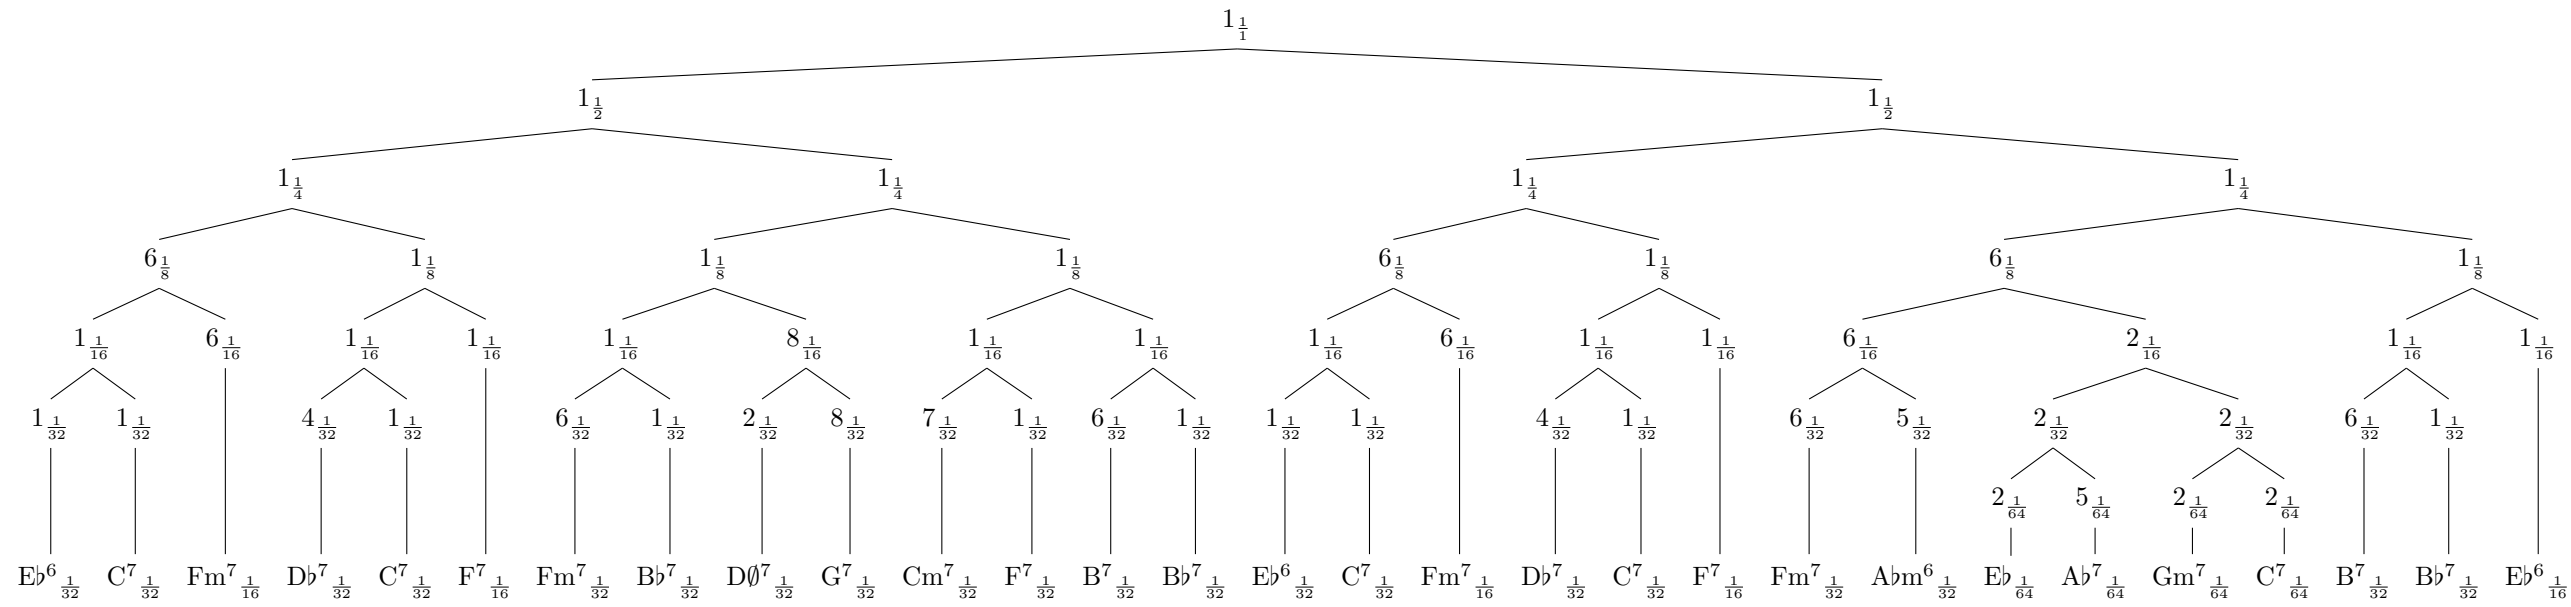 1 1/1
1 1/2 1 1/2
1 1/4 1 1/4 1 1/4 1 1/4
6 1/8 1 1/8 1 1/8 1 1/8 6 1/8 1 1/8 6 1/8 1 1/8
1 1/16 6 1/16 1 1/16 1 1/16 1 1/16 8 1/16 1 1/16 1 1/16 1 1/16 6 1/16 1 1/16 1 1/16 6 1/16 2 1/16 1 1/16 1 1/16
1 1/32 1 1/32 4 1/32 1 1/32 6 1/32 1 1/32 2 1/32 8 1/32 7 1/32 1 1/32 6 1/32 1 1/32 1 1/32 1 1/32 4 1/32 1 1/32 6 1/32 5 1/32 2 1/32 2 1/32 6 1/32 1 1/32
2 1/64 5 1/64 2 1/64 2 1/64
E♭⁶ 1/32 C⁷ 1/32 Fm⁷ 1/16 D♭⁷ 1/32 C⁷ 1/32 F⁷ 1/16 Fm⁷ 1/32 B♭⁷ 1/32 D∅⁷ 1/32 G⁷ 1/32 Cm⁷ 1/32 F⁷ 1/32 B⁷ 1/32 B♭⁷ 1/32 E♭⁶ 1/32 C⁷ 1/32 Fm⁷ 1/16 D♭⁷ 1/32 C⁷ 1/32 F⁷ 1/16 Fm⁷ 1/32 A♭m⁶ 1/32 E♭ 1/64 A♭⁷ 1/64 Gm⁷ 1/64 C⁷ 1/64 B⁷ 1/32 B♭⁷ 1/32 E♭⁶ 1/16